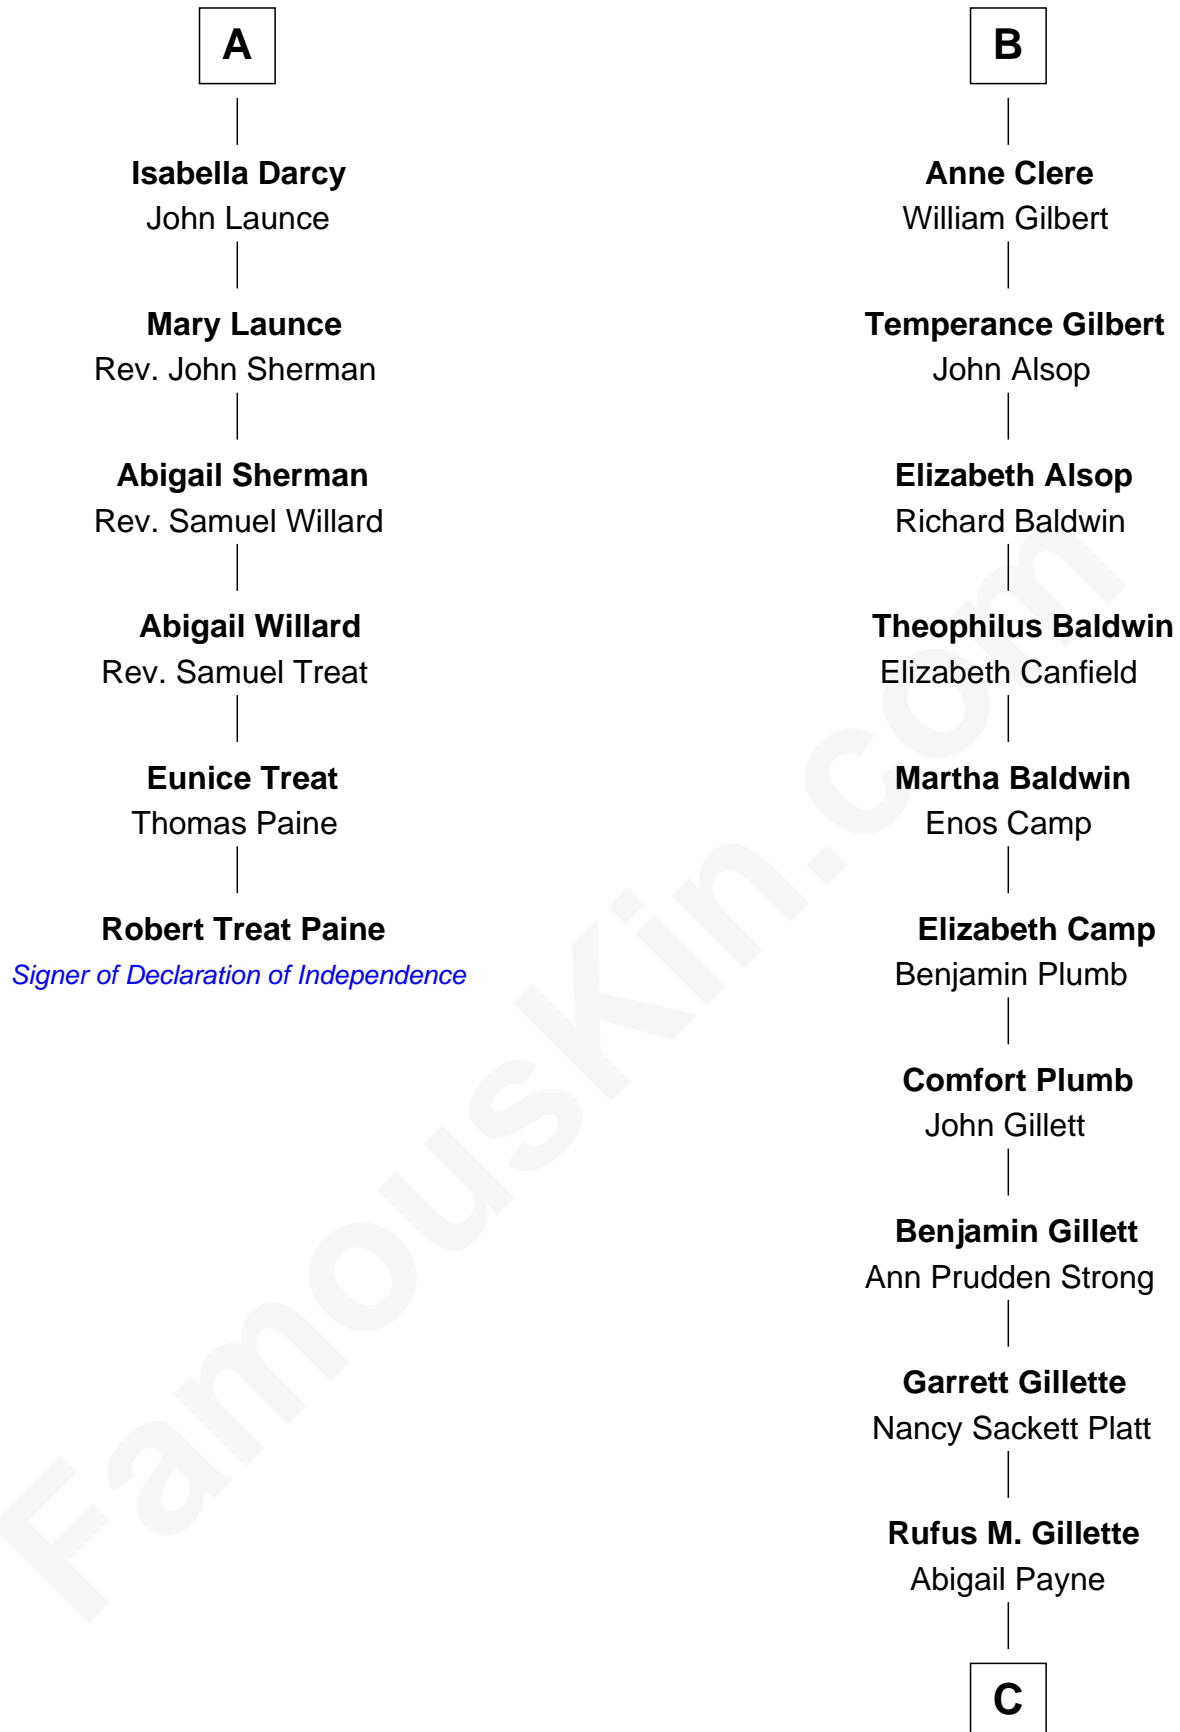 A
Isabella Darcy
John Launce
Mary Launce
Rev. John Sherman
Abigail Sherman
Rev. Samuel Willard
Abigail Willard
Rev. Samuel Treat
Eunice Treat
Thomas Paine
Robert Treat Paine
Signer of Declaration of Independence
B
Anne Clere
William Gilbert
Temperance Gilbert
John Alsop
Elizabeth Alsop
Richard Baldwin
Theophilus Baldwin
Elizabeth Canfield
Martha Baldwin
Enos Camp
Elizabeth Camp
Benjamin Plumb
Comfort Plumb
John Gillett
Benjamin Gillett
Ann Prudden Strong
Garrett Gillette
Nancy Sackett Platt
Rufus M. Gillette
Abigail Payne
C
FamousKin.com